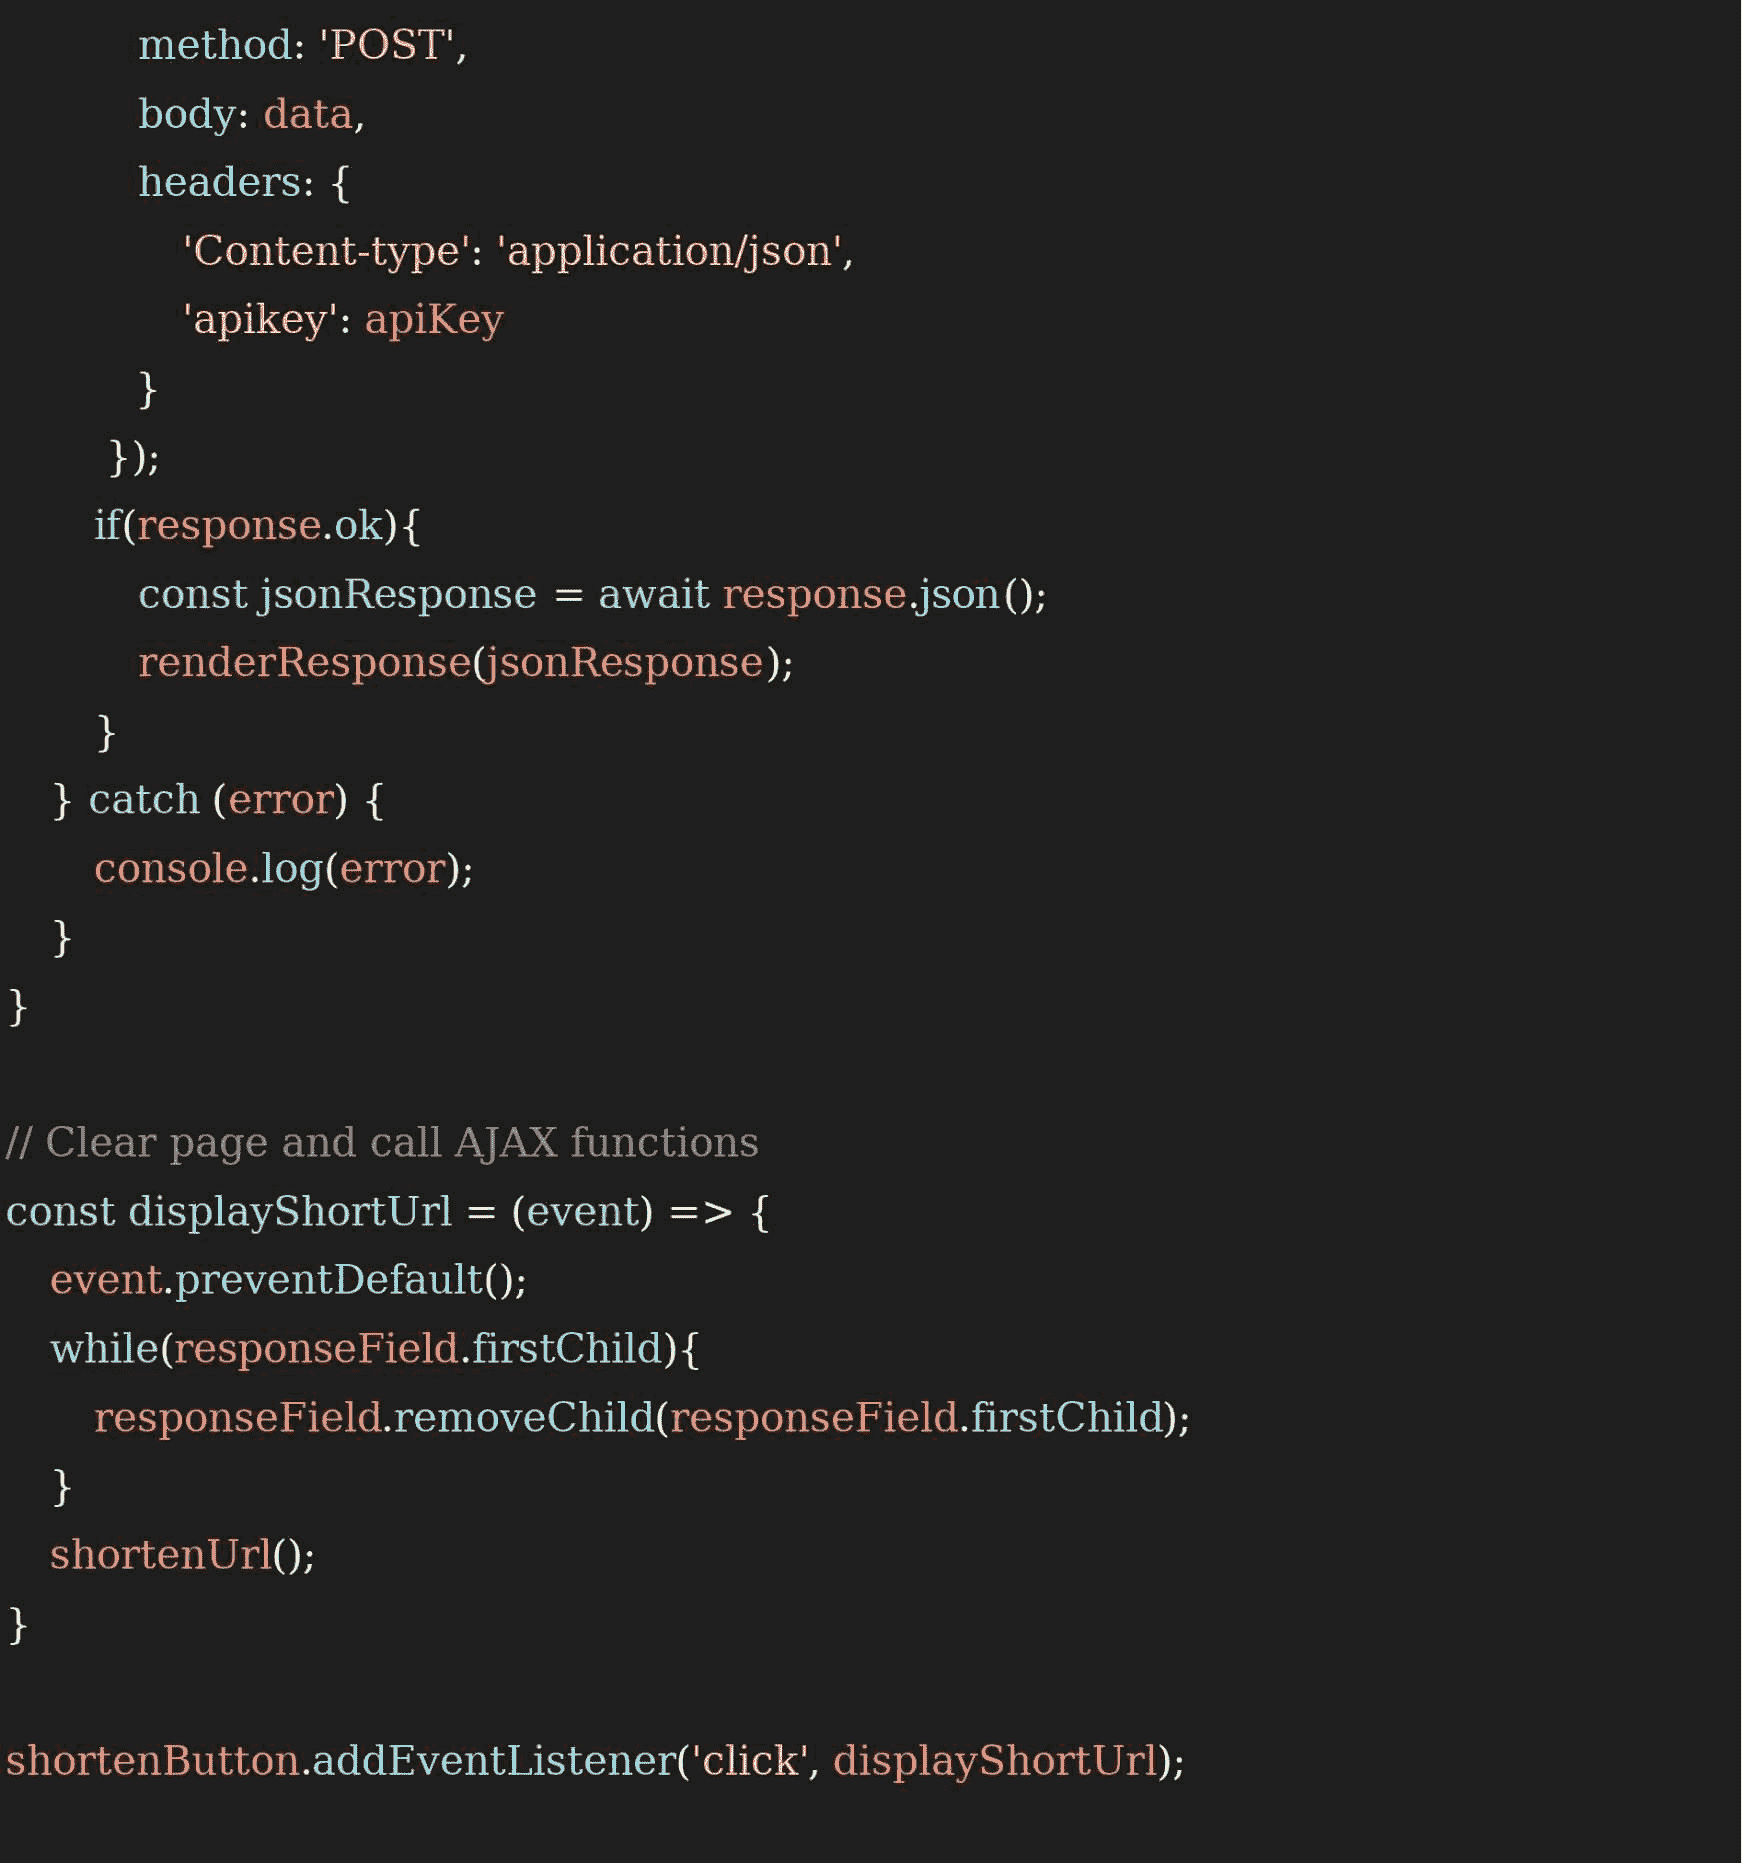 method: 'POST',
body: data,
headers: {
'Content-type': 'application/json',
'apikey': apiKey
}
});
if(response.ok){
const jsonResponse = await response.json();
renderResponse(jsonResponse);
}
} catch (error) {
console.log(error);
}
}
// Clear page and call AJAX functions
const displayShortUrl = (event) => {
event.preventDefault();
while(responseField.firstChild){
responseField.removeChild(responseField.firstChild);
}
shortenUrl();
}
shortenButton.addEventListener('click', displayShortUrl);